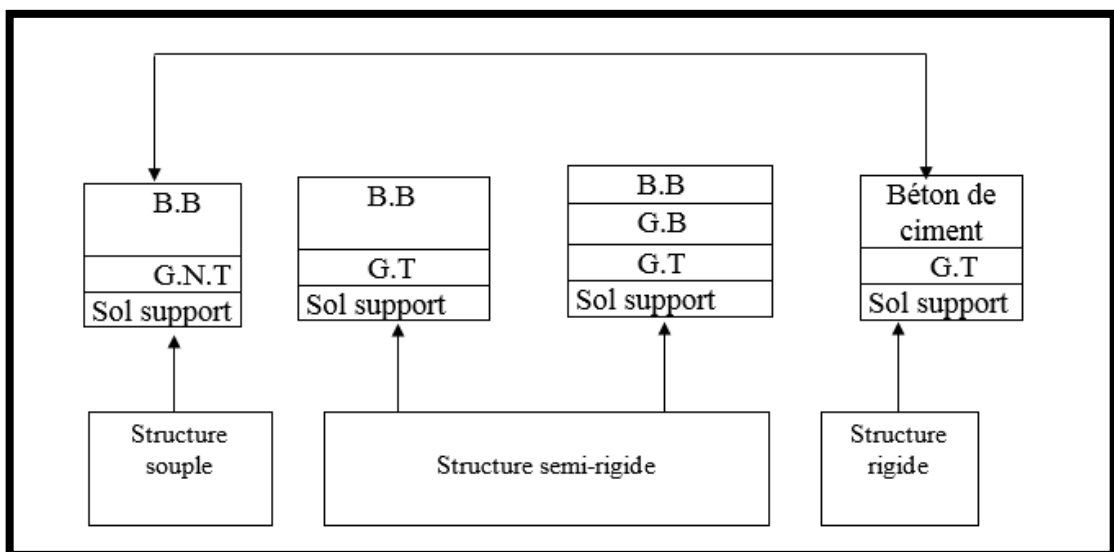 B.B
G.N.T
Sol support
B.B
G.T
Sol support
B.B
G.B
G.T
Sol support
Béton de
ciment
G.T
Sol support
Structure
souple
Structure semi-rigide
Structure
rigide